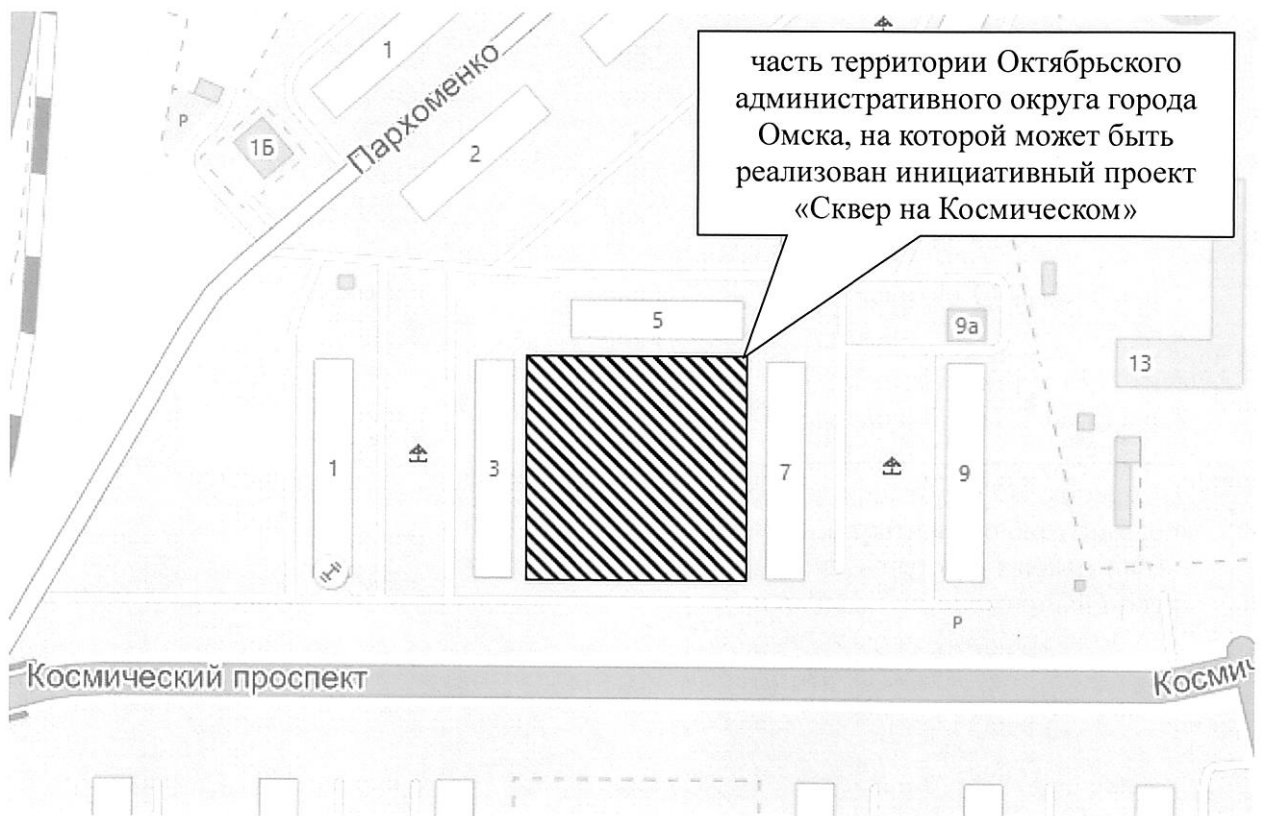 часть территории Октябрьского
административного округа города
Омска, на которой может быть
реализован инициативный проект
«Сквер на Космическом»
1
Пархоменко
Р
1Б
2
5
9а
13
1
3
7
9
Р
Космический проспект
Косми